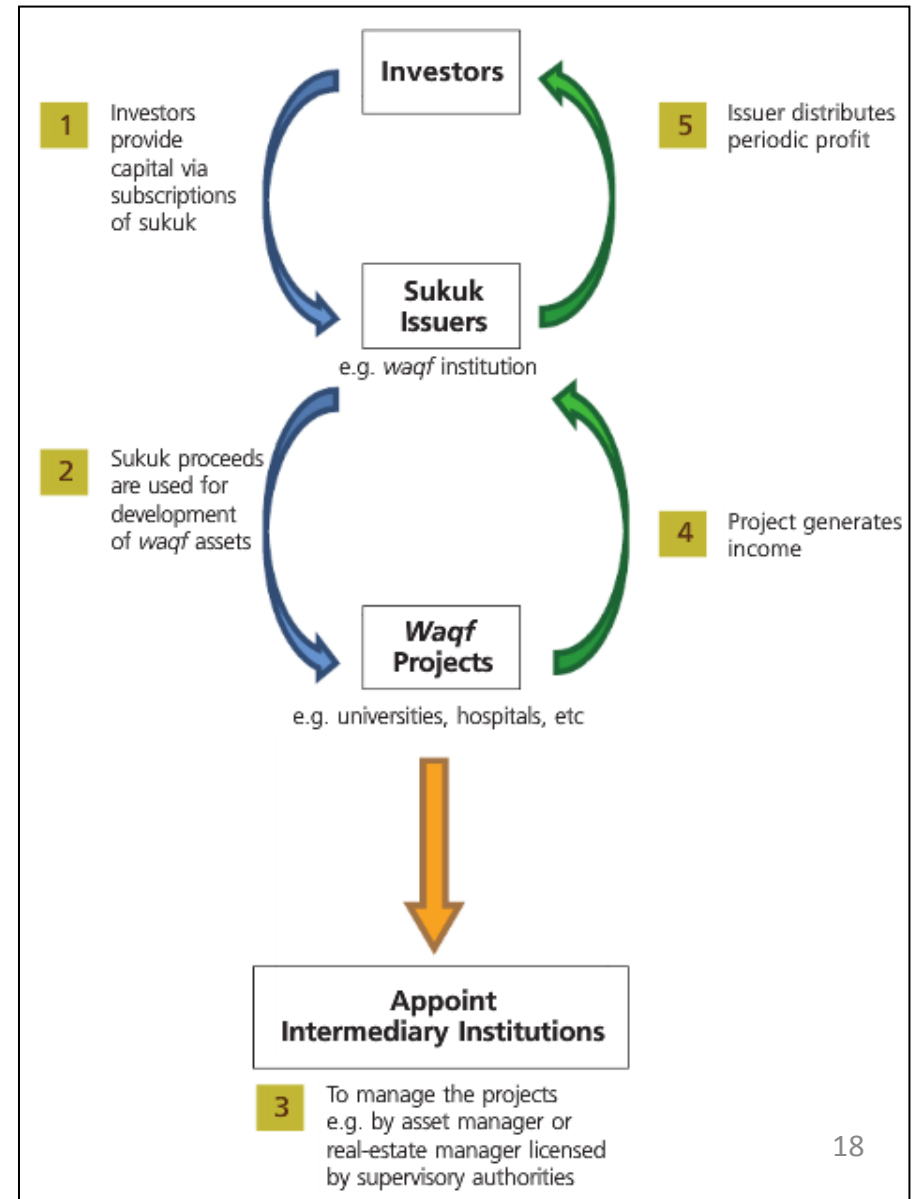 Investors
1
Investors
provide
capital via
subscriptions
of sukuk
5
Issuer distributes
periodic profit
Sukuk
Issuers
e.g. waqf institution
2
Sukuk proceeds
are used for
development
of waqf assets
4
Project generates
income
Waqf
Projects
e.g. universities, hospitals, etc
Appoint
Intermediary Institutions
3
To manage the projects
e.g. by asset manager or
real-estate manager licensed
by supervisory authorities
18